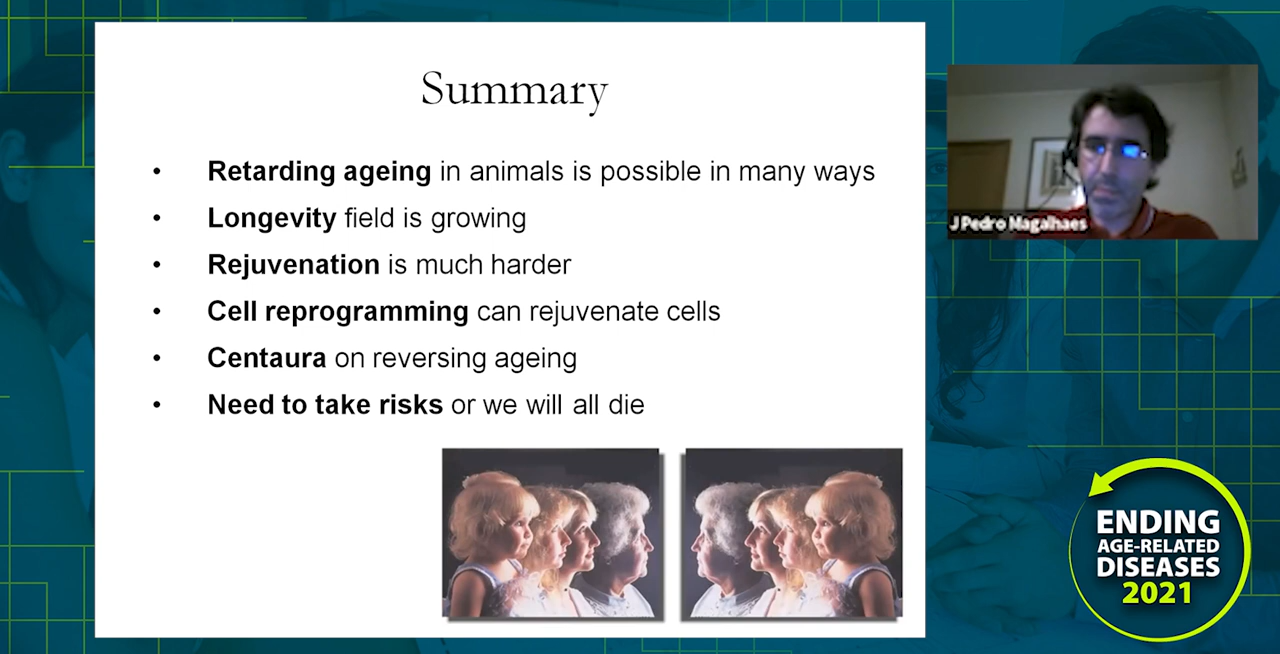 Summary
• Retarding ageing in animals is possible in many ways
• Longevity field is growing
• Rejuvenation is much harder
• Cell reprogramming can rejuvenate cells
• Centaura on reversing ageing
• Need to take risks or we will all die
J Pedro Magalhaes
ENDING
AGE-RELATED
DISEASES
2021